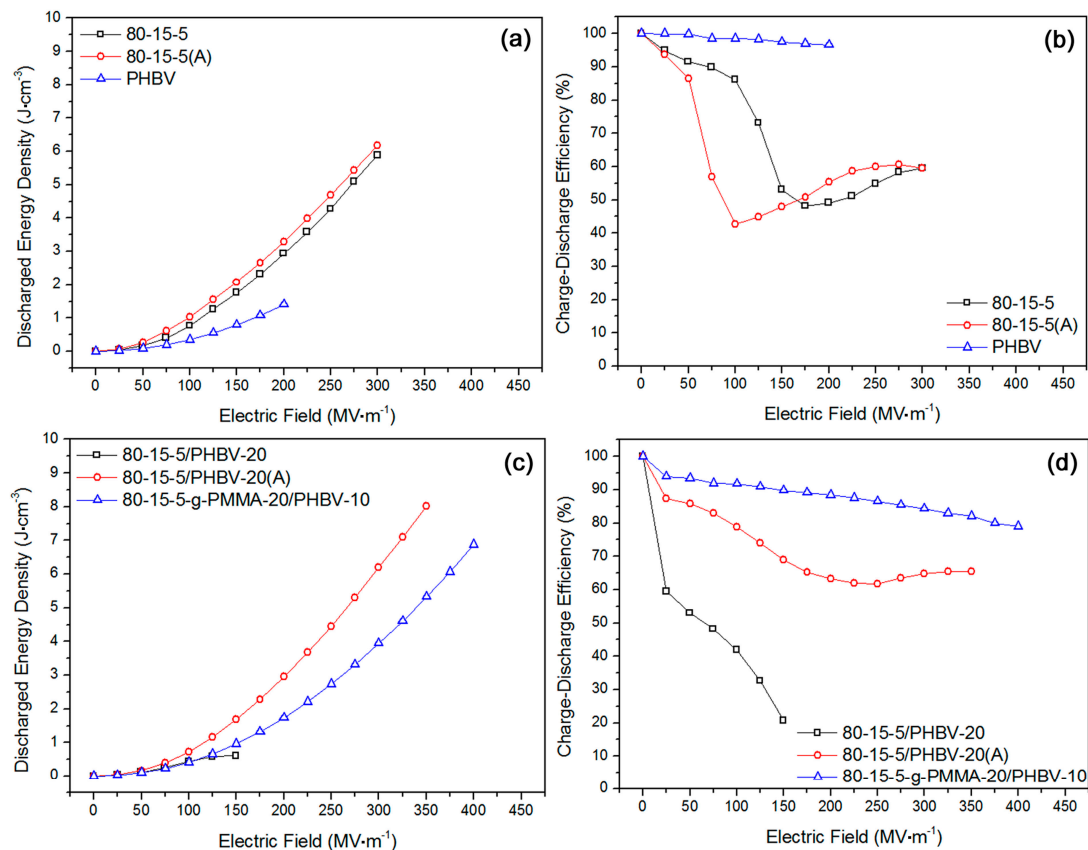 (a)
80-15-5
80-15-5(A)
PHBV
Discharged Energy Density (J·cm⁻³)
10
9
8
7
6
5
4
3
2
1
0
0 50 100 150 200 250 300 350 400 450
Electric Field (MV·m⁻¹)
(b)
Charge-Discharge Efficiency (%)
100
90
80
70
60
50
40
30
20
10
0
80-15-5
80-15-5(A)
PHBV
0 50 100 150 200 250 300 350 400 450
Electric Field (MV·m⁻¹)
(c)
80-15-5/PHBV-20
80-15-5/PHBV-20(A)
80-15-5-g-PMMA-20/PHBV-10
Discharged Energy Density (J·cm⁻³)
10
9
8
7
6
5
4
3
2
1
0
0 50 100 150 200 250 300 350 400 450
Electric Field (MV·m⁻¹)
(d)
Charge-Discharge Efficiency (%)
100
90
80
70
60
50
40
30
20
10
0
80-15-5/PHBV-20
80-15-5/PHBV-20(A)
80-15-5-g-PMMA-20/PHBV-10
0 50 100 150 200 250 300 350 400 450
Electric Field (MV·m⁻¹)